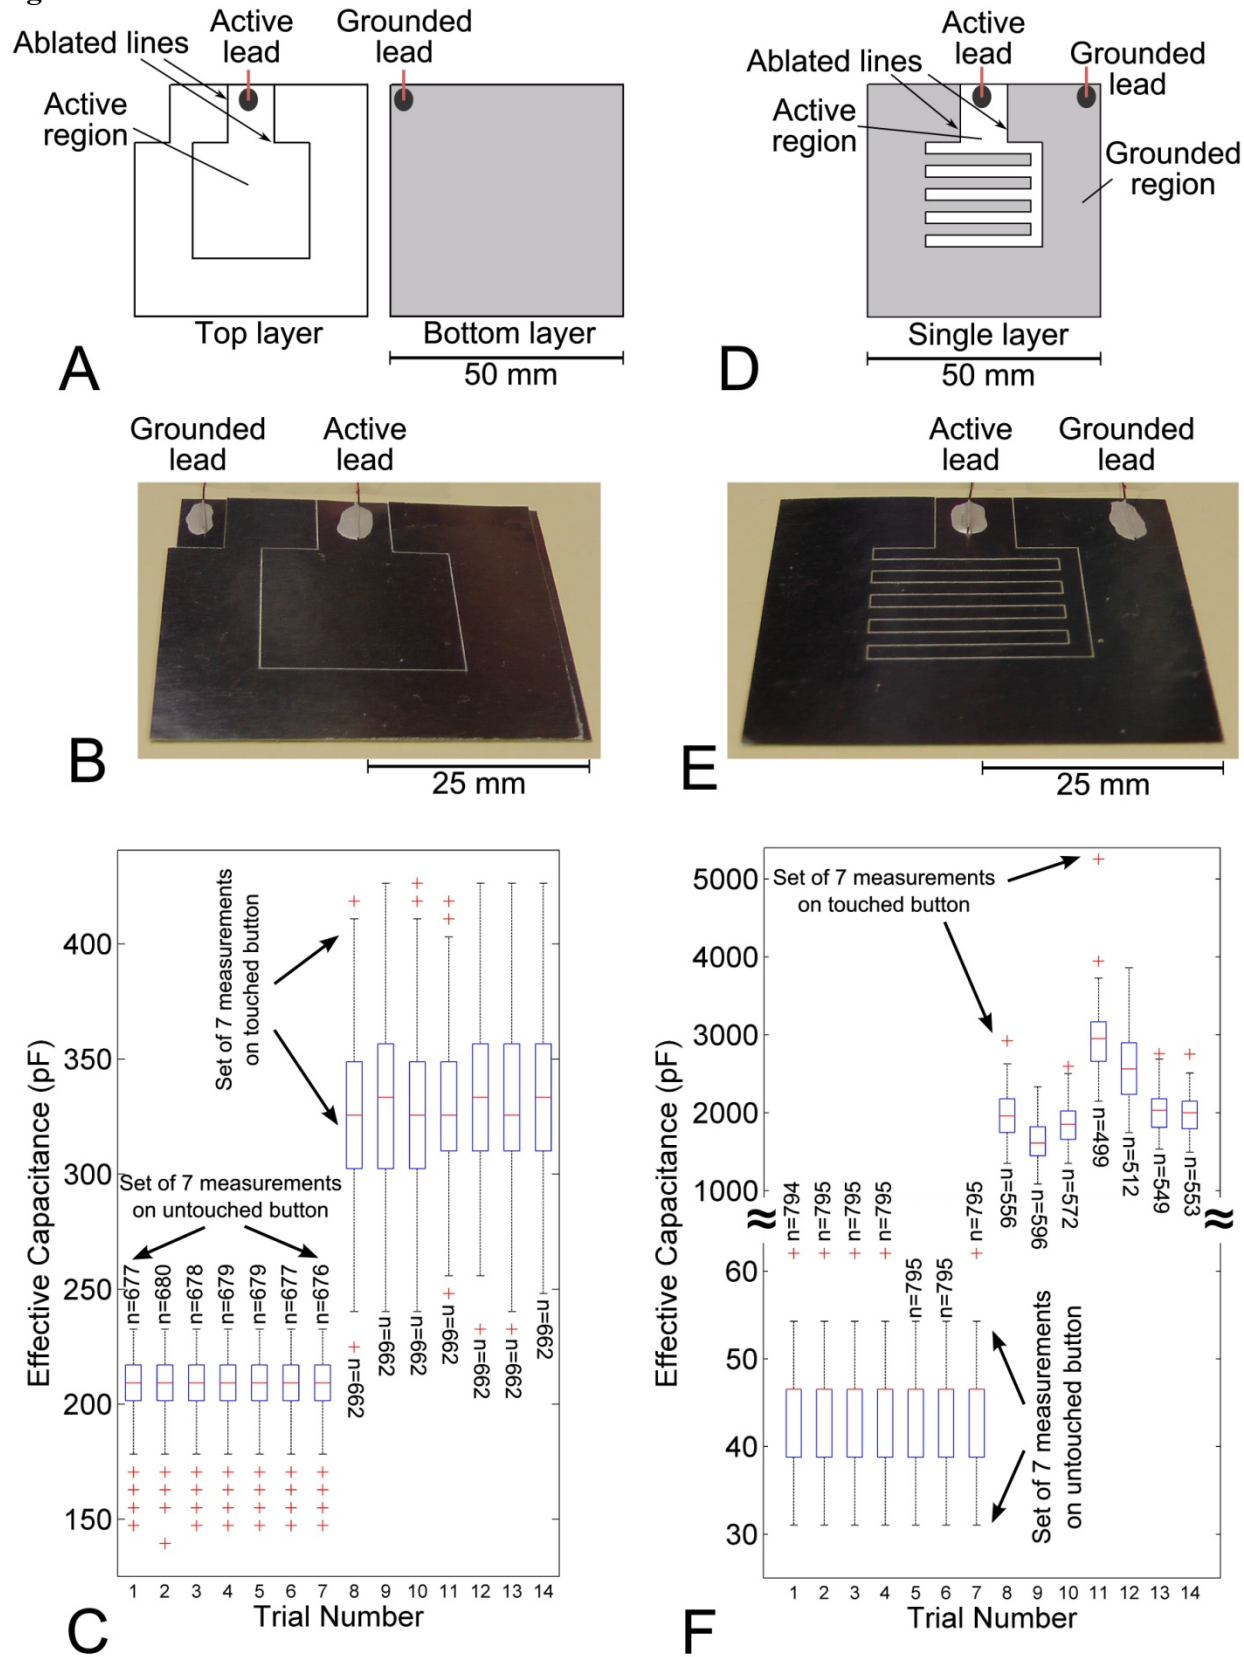 Active
lead
Grounded
lead
Ablated lines
Active
region
Top layer
Bottom layer
50 mm
A
Active
lead
Grounded
lead
Ablated lines
Active
region
Grounded
region
Single layer
50 mm
D
Grounded
lead
Active
lead
B
25 mm
Active
lead
Grounded
lead
E
25 mm
Effective Capacitance (pF)
400
350
300
250
200
150
Set of 7 measurements
on touched button
Set of 7 measurements
on untouched button
n=677
n=680
n=678
n=679
n=679
n=677
n=676
n=662
n=662
n=662
n=662
n=662
n=662
n=662
1 2 3 4 5 6 7 8 9 10 11 12 13 14
Trial Number
C
Effective Capacitance (pF)
5000
4000
3000
2000
1000
60
50
40
30
Set of 7 measurements
on touched button
n=794
n=795
n=795
n=795
n=795
n=795
n=795
n=556
n=596
n=572
n=499
n=512
n=549
n=553
Set of 7 measurements
on untouched button
1 2 3 4 5 6 7 8 9 10 11 12 13 14
Trial Number
F